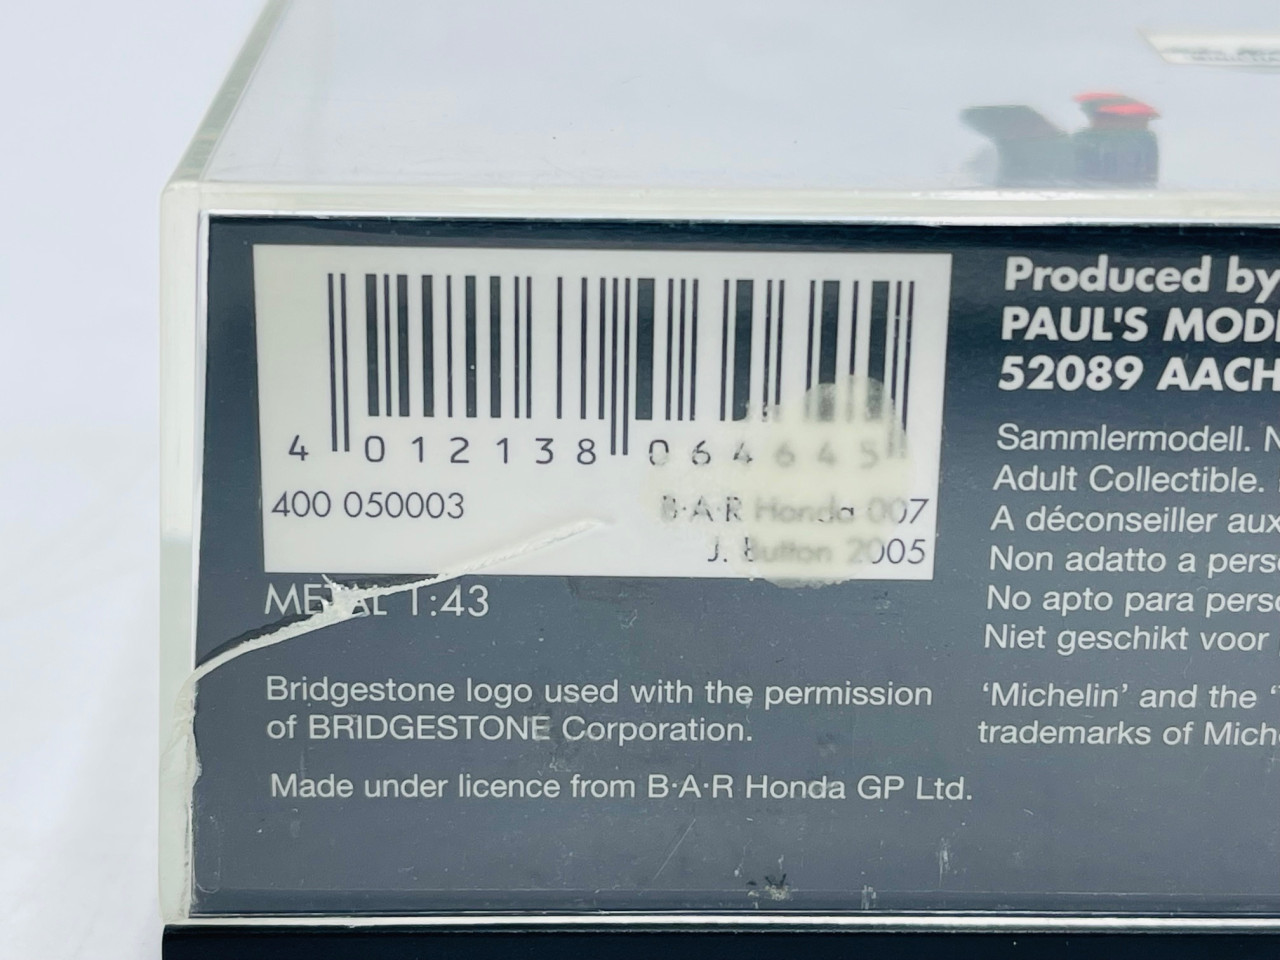 4 012138 064645
400 050003
B·A·R Honda 007
J. Button 2005
METAL 1:43
Bridgestone logo used with the permission
of BRIDGESTONE Corporation.
Made under licence from B·A·R Honda GP Ltd.
Produced by
PAUL'S MOD
52089 AACH
Sammlermodell. N
Adult Collectible.
A déconseiller aux
Non adatto a pers
No apto para perso
Niet geschikt voor
'Michelin' and the "
trademarks of Mich